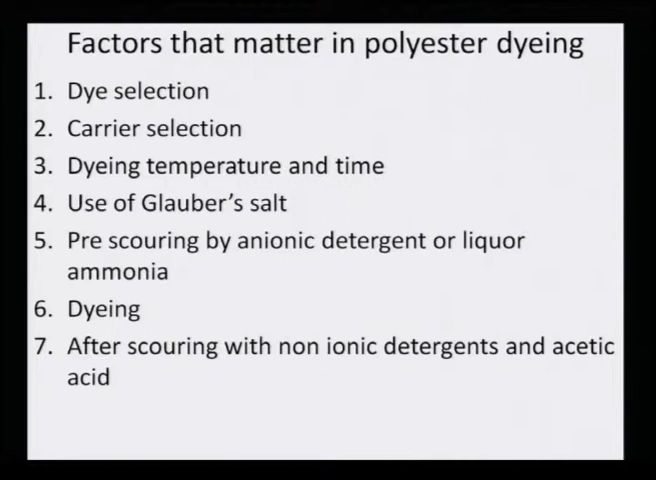 Factors that matter in polyester dyeing
1. Dye selection
2. Carrier selection
3. Dyeing temperature and time
4. Use of Glauber's salt
5. Pre scouring by anionic detergent or liquor
ammonia
6. Dyeing
7. After scouring with non ionic detergents and acetic
acid